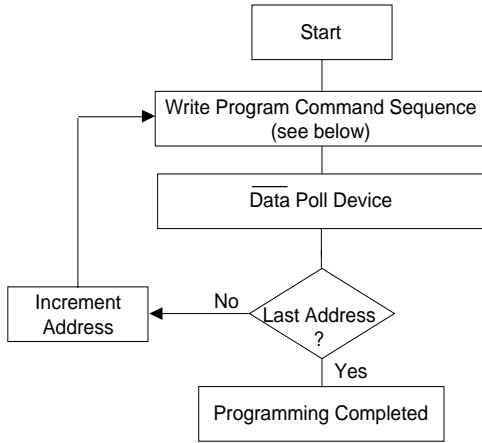 Start
Write Program Command Sequence
(see below)
Data Poll Device
Increment
Address
No
Last Address
?
Yes
Programming Completed